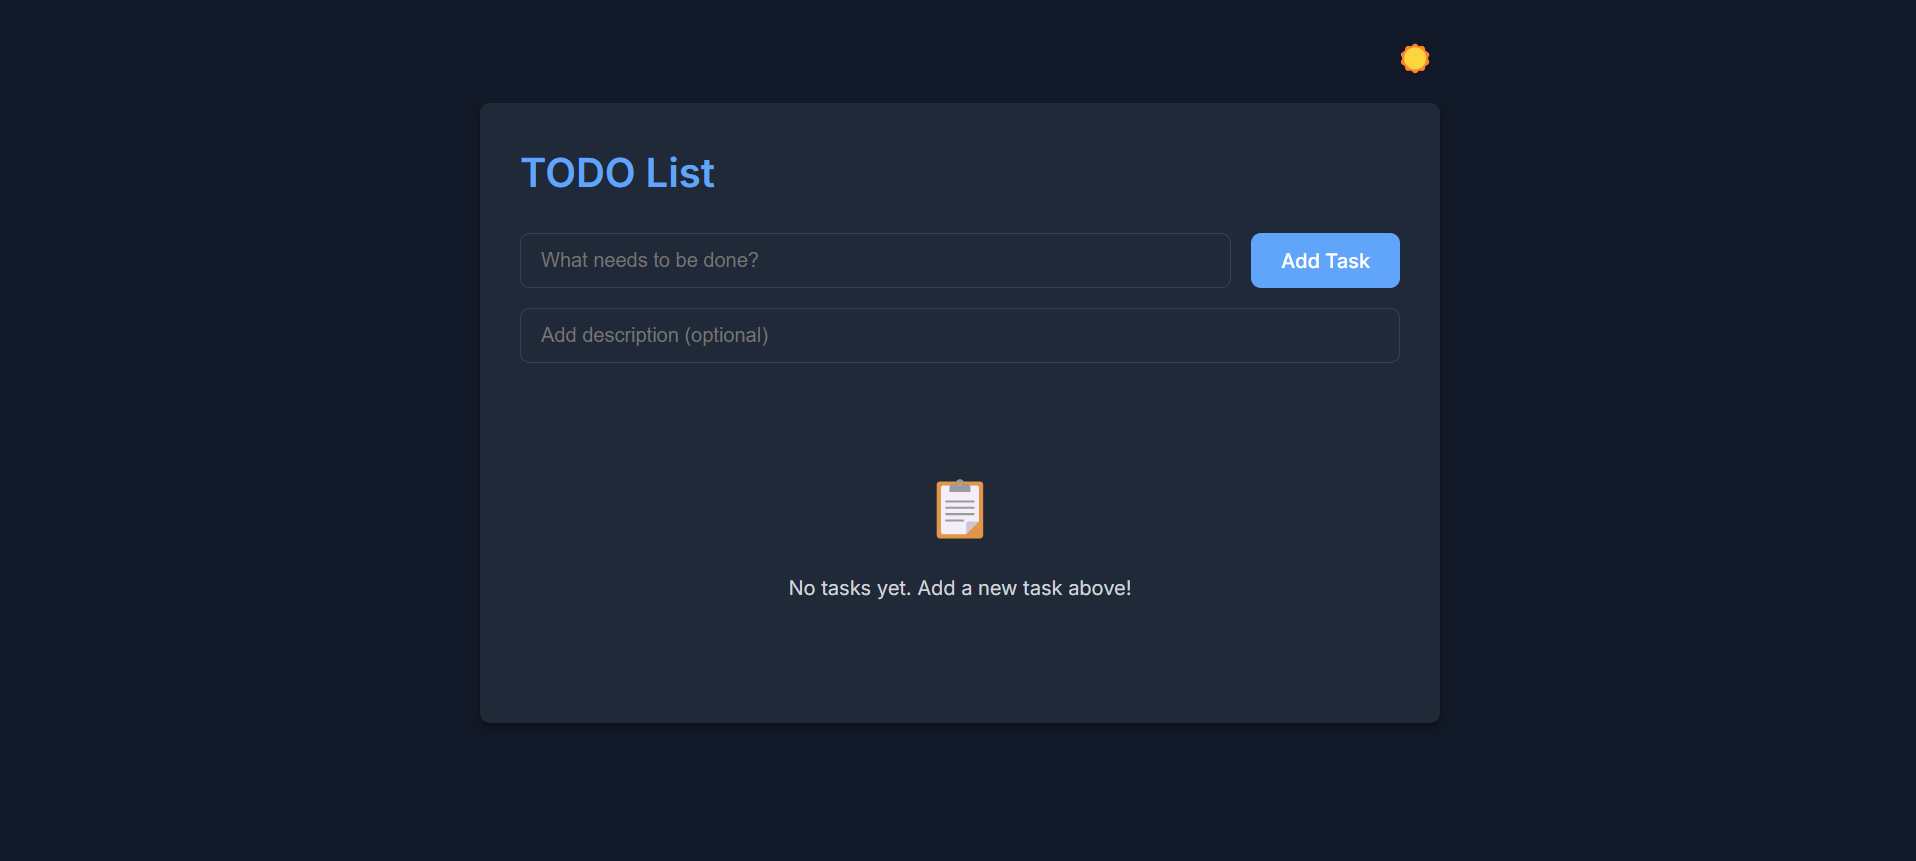 TODO List
What needs to be done?
Add Task
Add description (optional)
No tasks yet. Add a new task above!